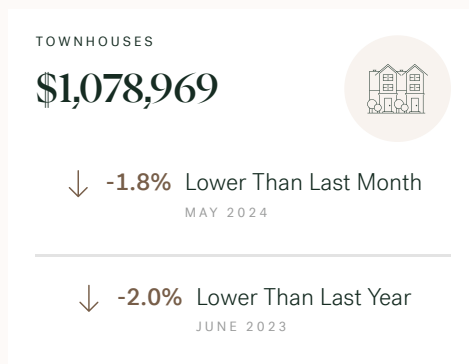 TOWNHOUSES
$1,078,969
-1.8% Lower Than Last Month
MAY 2024
-2.0% Lower Than Last Year
JUNE 2023